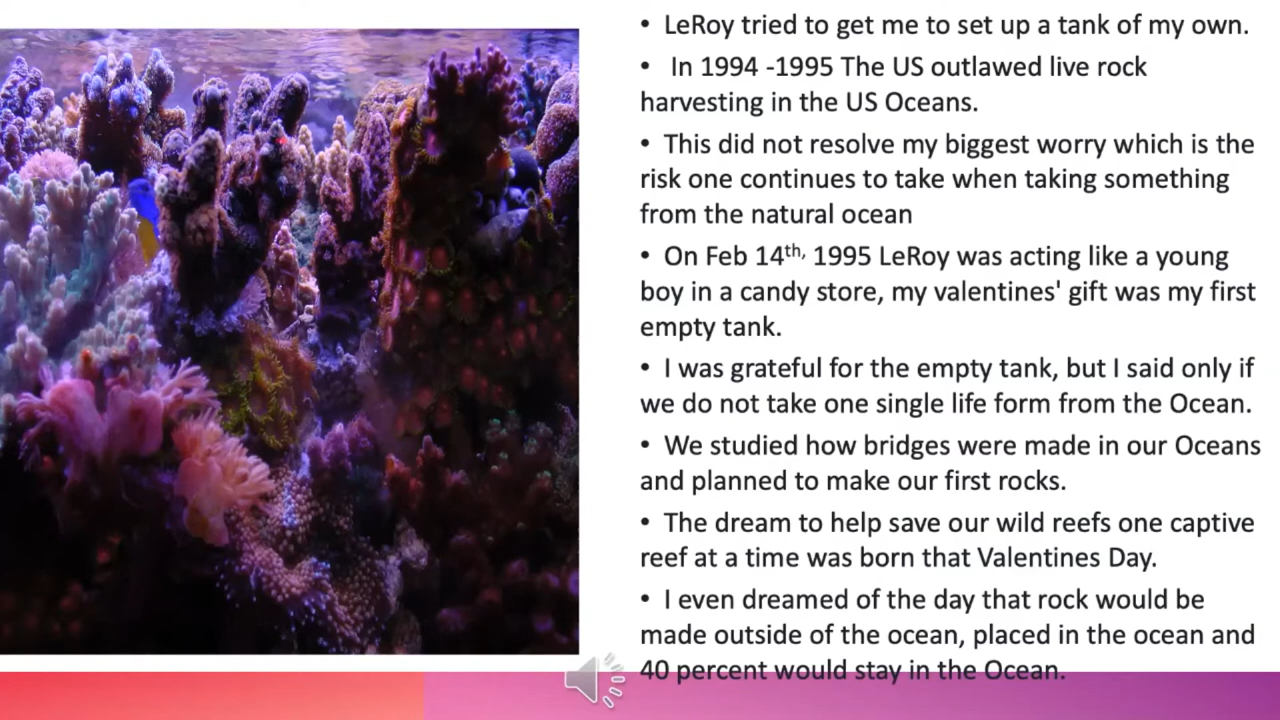 • LeRoy tried to get me to set up a tank of my own.
• In 1994 -1995 The US outlawed live rock
harvesting in the US Oceans.
• This did not resolve my biggest worry which is the
risk one continues to take when taking something
from the natural ocean
• On Feb 14th, 1995 LeRoy was acting like a young
boy in a candy store, my valentines' gift was my first
empty tank.
• I was grateful for the empty tank, but I said only if
we do not take one single life form from the Ocean.
• We studied how bridges were made in our Oceans
and planned to make our first rocks.
• The dream to help save our wild reefs one captive
reef at a time was born that Valentines Day.
• I even dreamed of the day that rock would be
made outside of the ocean, placed in the ocean and
40 percent would stay in the Ocean.